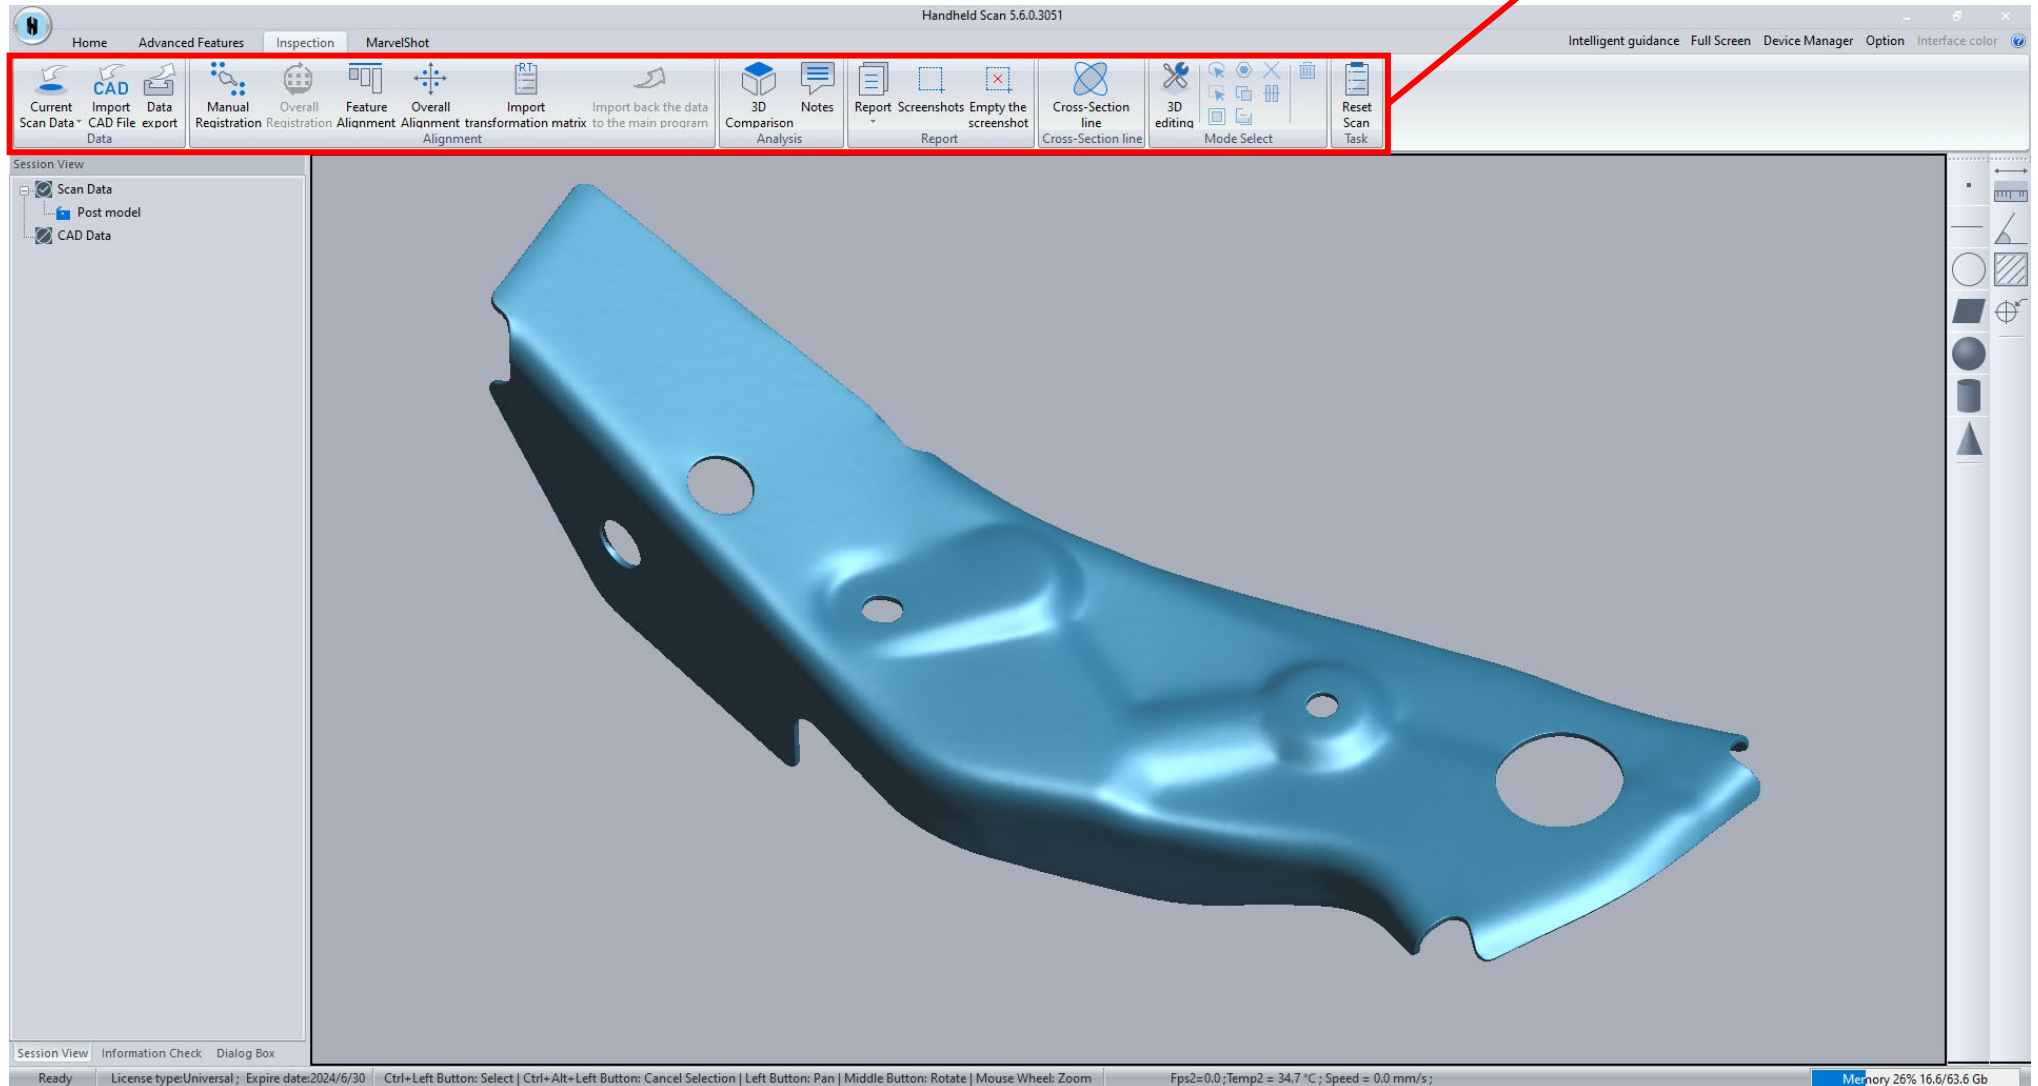 Handheld Scan 5.6.0.3051
Home Advanced Features Inspection MarvelShot
Intelligent guidance Full Screen Device Manager Option Interface color
Current Scan Data
Import CAD File
CAD
Data export
Data
Manual Registration
Overall Registration
Feature Alignment
Overall Alignment
RT
Import transformation matrix
Import back the data to the main program
Alignment
3D Comparison
Notes
Analysis
Report
Screenshots
Empty the screenshot
Report
Cross-Section line
Cross-Section line
3D editing
Mode Select
Reset Scan
Task
Session View
Scan Data
Post model
CAD Data
Session View Information Check Dialog Box
Ready License type:Universal ; Expire date:2024/6/30 Ctrl+Left Button: Select | Ctrl+Alt+Left Button: Cancel Selection | Left Button: Pan | Middle Button: Rotate | Mouse Wheel: Zoom Fps2=0.0 ;Temp2 = 34.7 °C ; Speed = 0.0 mm/s ; Memory 26% 16.6/63.6 Gb